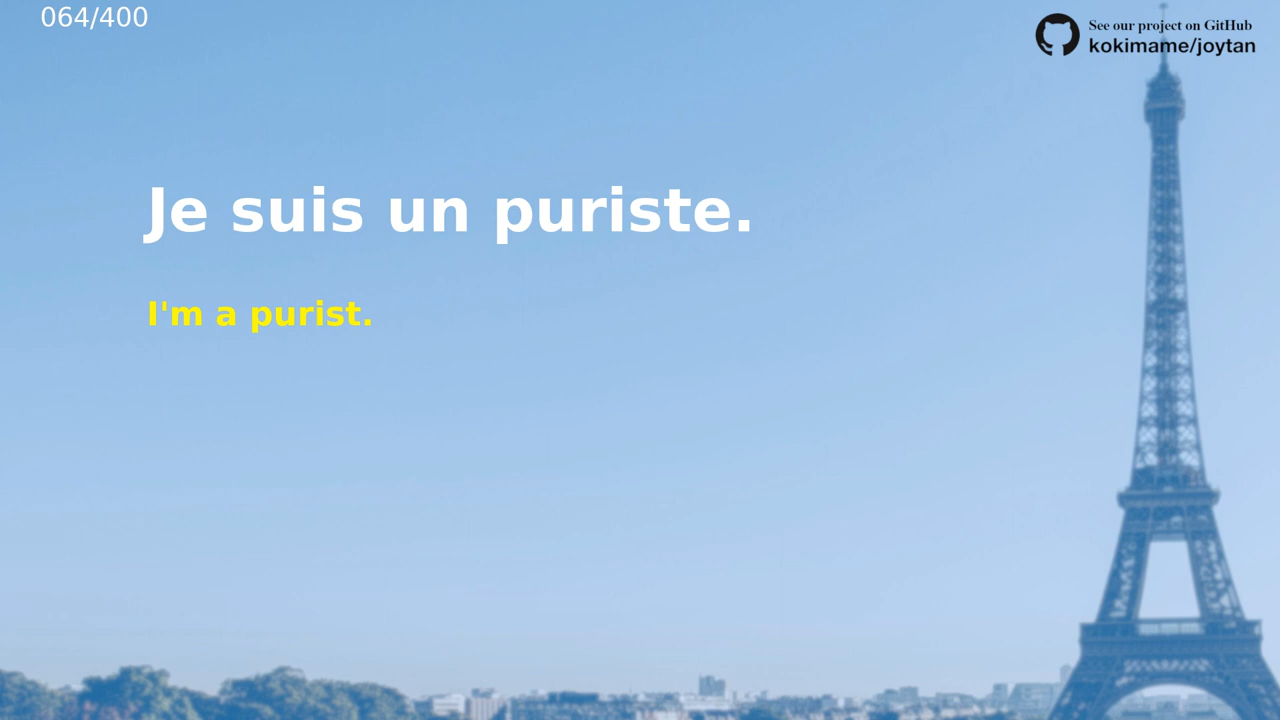 064/400
See our project on GitHub
kokimame/joytan
Je suis un puriste.
I'm a purist.